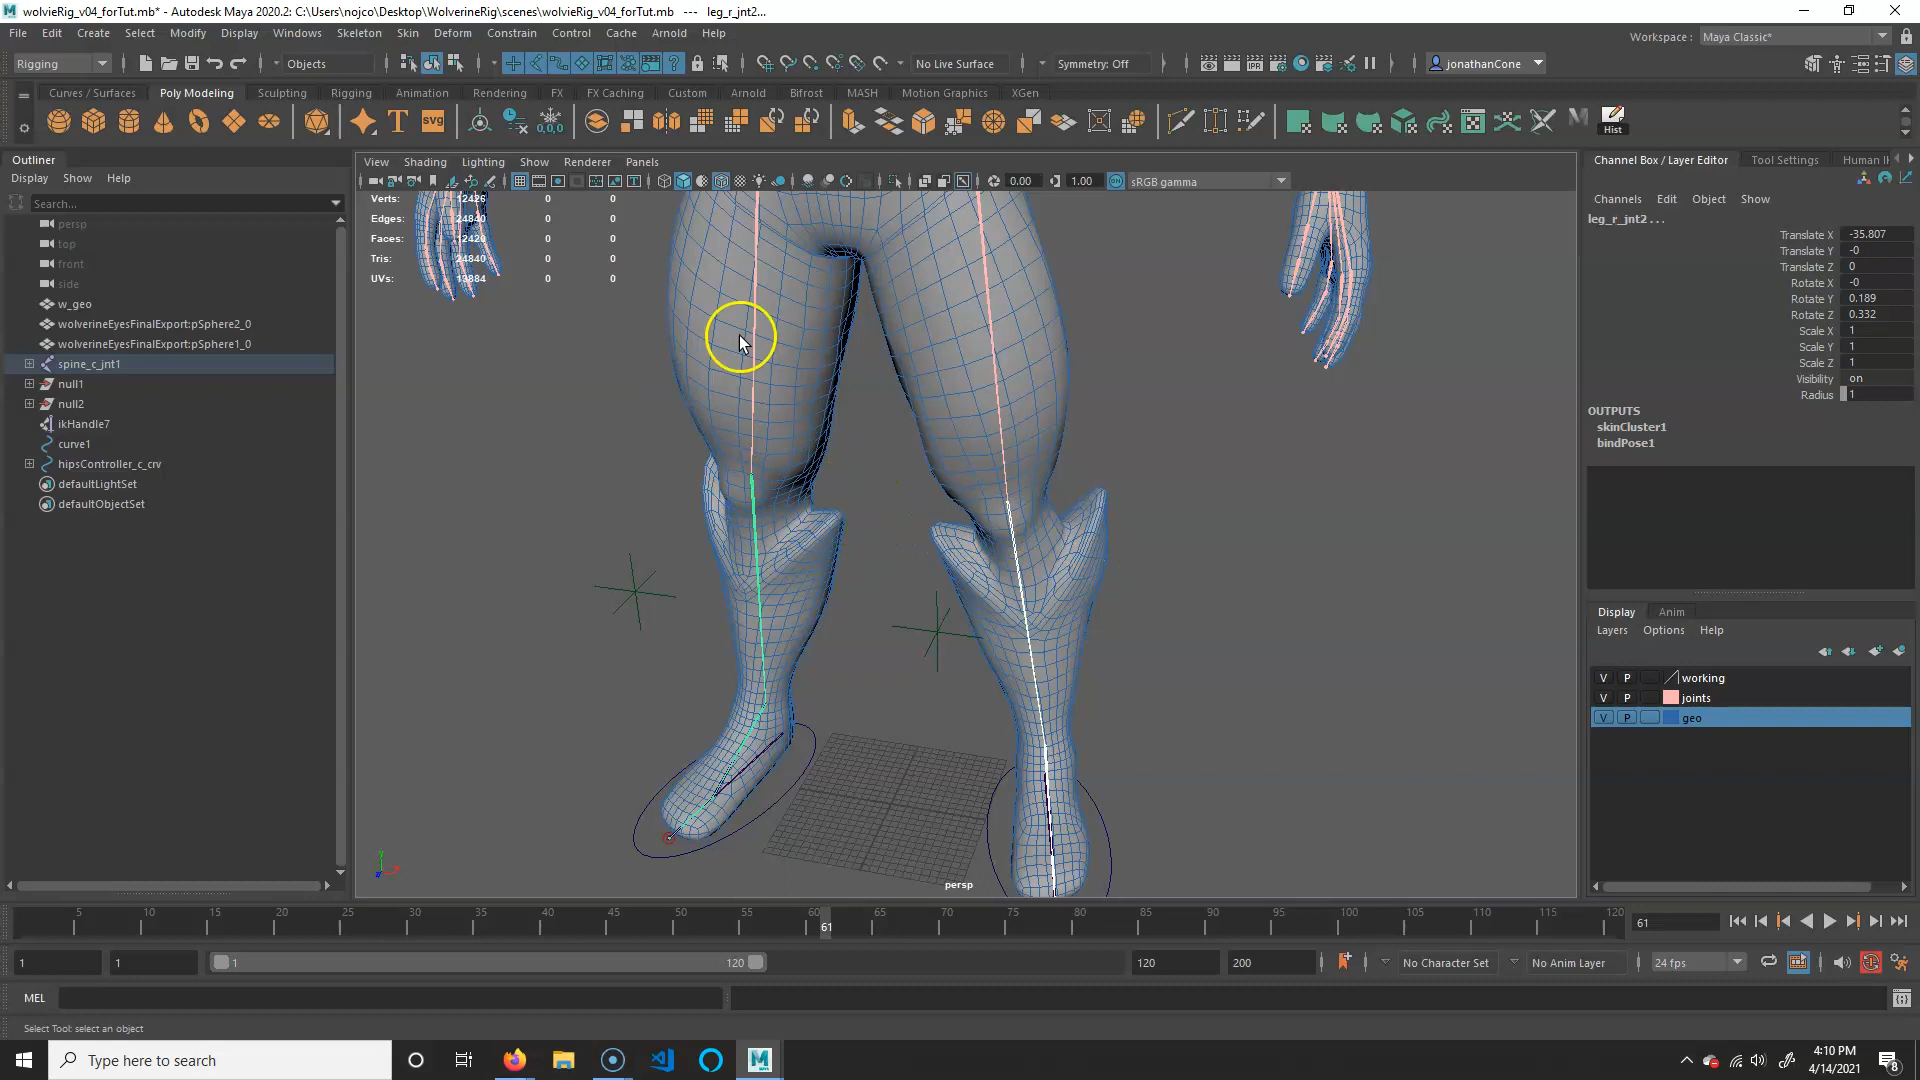 wolvieRig_v04_forTut.mb* - Autodesk Maya 2020.2: C:\Users\nojco\Desktop\WolverineRig\scenes\wolvieRig_v04_forTut.mb --- leg_r_jnt2...
File Edit Create Select Modify Display Windows Skeleton Skin Deform Constrain Control Cache Arnold Help
Workspace : Maya Classic*
Rigging Objects No Live Surface Symmetry: Off jonathanCone
Curves / Surfaces Poly Modeling Sculpting Rigging Animation Rendering FX FX Caching Custom Arnold Bifrost MASH Motion Graphics XGen
T SVG 0,0,0 Hist
Outliner
Display Show Help
Search...
persp
top
front
side
w_geo
wolverineEyesFinalExport:pSphere2_0
wolverineEyesFinalExport:pSphere1_0
spine_c_jnt1
null1
null2
ikHandle7
curve1
hipsController_c_crv
defaultLightSet
defaultObjectSet
View Shading Lighting Show Renderer Panels
0.00 1.00 sRGB gamma
Verts: 12426 0 0
Edges: 24840 0 0
Faces: 12420 0 0
Tris: 24840 0 0
UVs: 13884 0 0
persp
Channel Box / Layer Editor Tool Settings
Channels Edit Object Show
leg_r_jnt2 . . .
Translate X -35.807
Translate Y -0
Translate Z 0
Rotate X -0
Rotate Y 0.189
Rotate Z 0.332
Scale X 1
Scale Y 1
Scale Z 1
Visibility on
Radius 1
OUTPUTS
skinCluster1
bindPose1
Display Anim
Layers Options Help
V P working
V P joints
V P geo
5 10 15 20 25 30 35 40 45 50 55 60 65 70 75 80 85 90 95 100 105 110 115 120
61
61
1 1 1 120 120 200 No Character Set No Anim Layer 24 fps
MEL
Select Tool: select an object
Type here to search
4:10 PM
4/14/2021
8